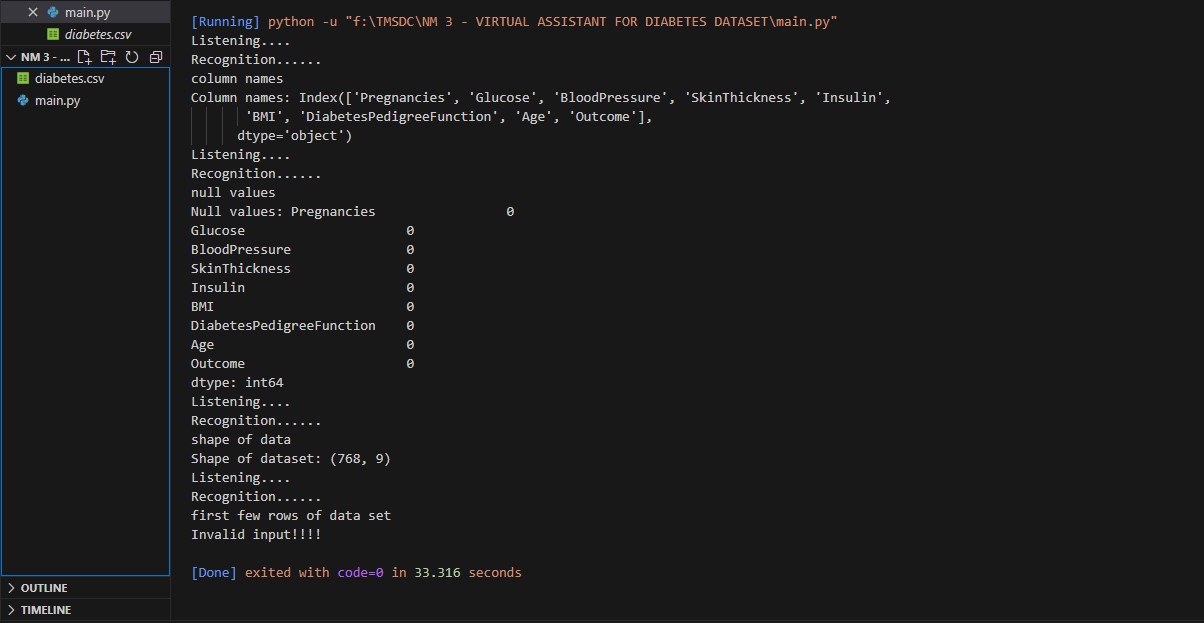 main.py
diabetes.csv
NM 3 - ...
diabetes.csv
main.py
OUTLINE
TIMELINE
[Running] python -u "f:\TMSDC\NM 3 - VIRTUAL ASSISTANT FOR DIABETES DATASET\main.py"
Listening....
Recognition......
column names
Column names: Index(['Pregnancies', 'Glucose', 'BloodPressure', 'SkinThickness', 'Insulin',
'BMI', 'DiabetesPedigreeFunction', 'Age', 'Outcome'],
dtype='object')
Listening....
Recognition......
null values
Null values: Pregnancies 0
Glucose 0
BloodPressure 0
SkinThickness 0
Insulin 0
BMI 0
DiabetesPedigreeFunction 0
Age 0
Outcome 0
dtype: int64
Listening....
Recognition......
shape of data
Shape of dataset: (768, 9)
Listening....
Recognition......
first few rows of data set
Invalid input!!!!
[Done] exited with code=0 in 33.316 seconds